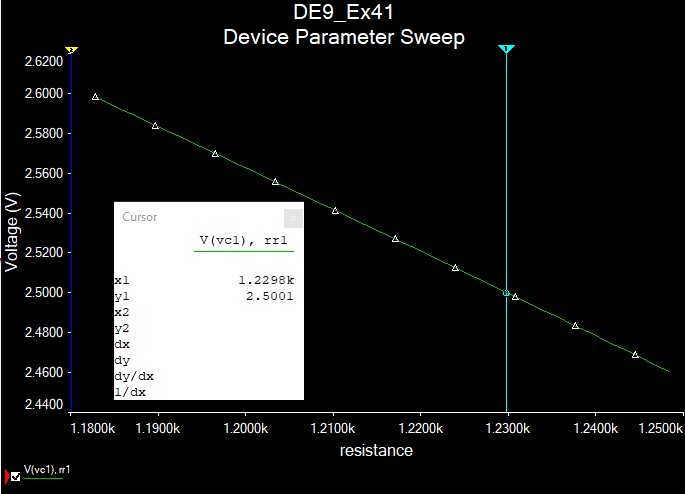 DE9_Ex41
Device Parameter Sweep
2.6200
2.6000
2.5800
2.5600
2.5400
2.5200
2.5000
2.4800
2.4600
2.4400
Voltage (V)
Cursor
V(vc1), rr1
x1 1.2298k
y1 2.5001
x2
y2
dx
dy
dy/dx
1/dx
1.1800k 1.1900k 1.2000k 1.2100k 1.2200k 1.2300k 1.2400k 1.2500k
resistance
V(vc1), rr1